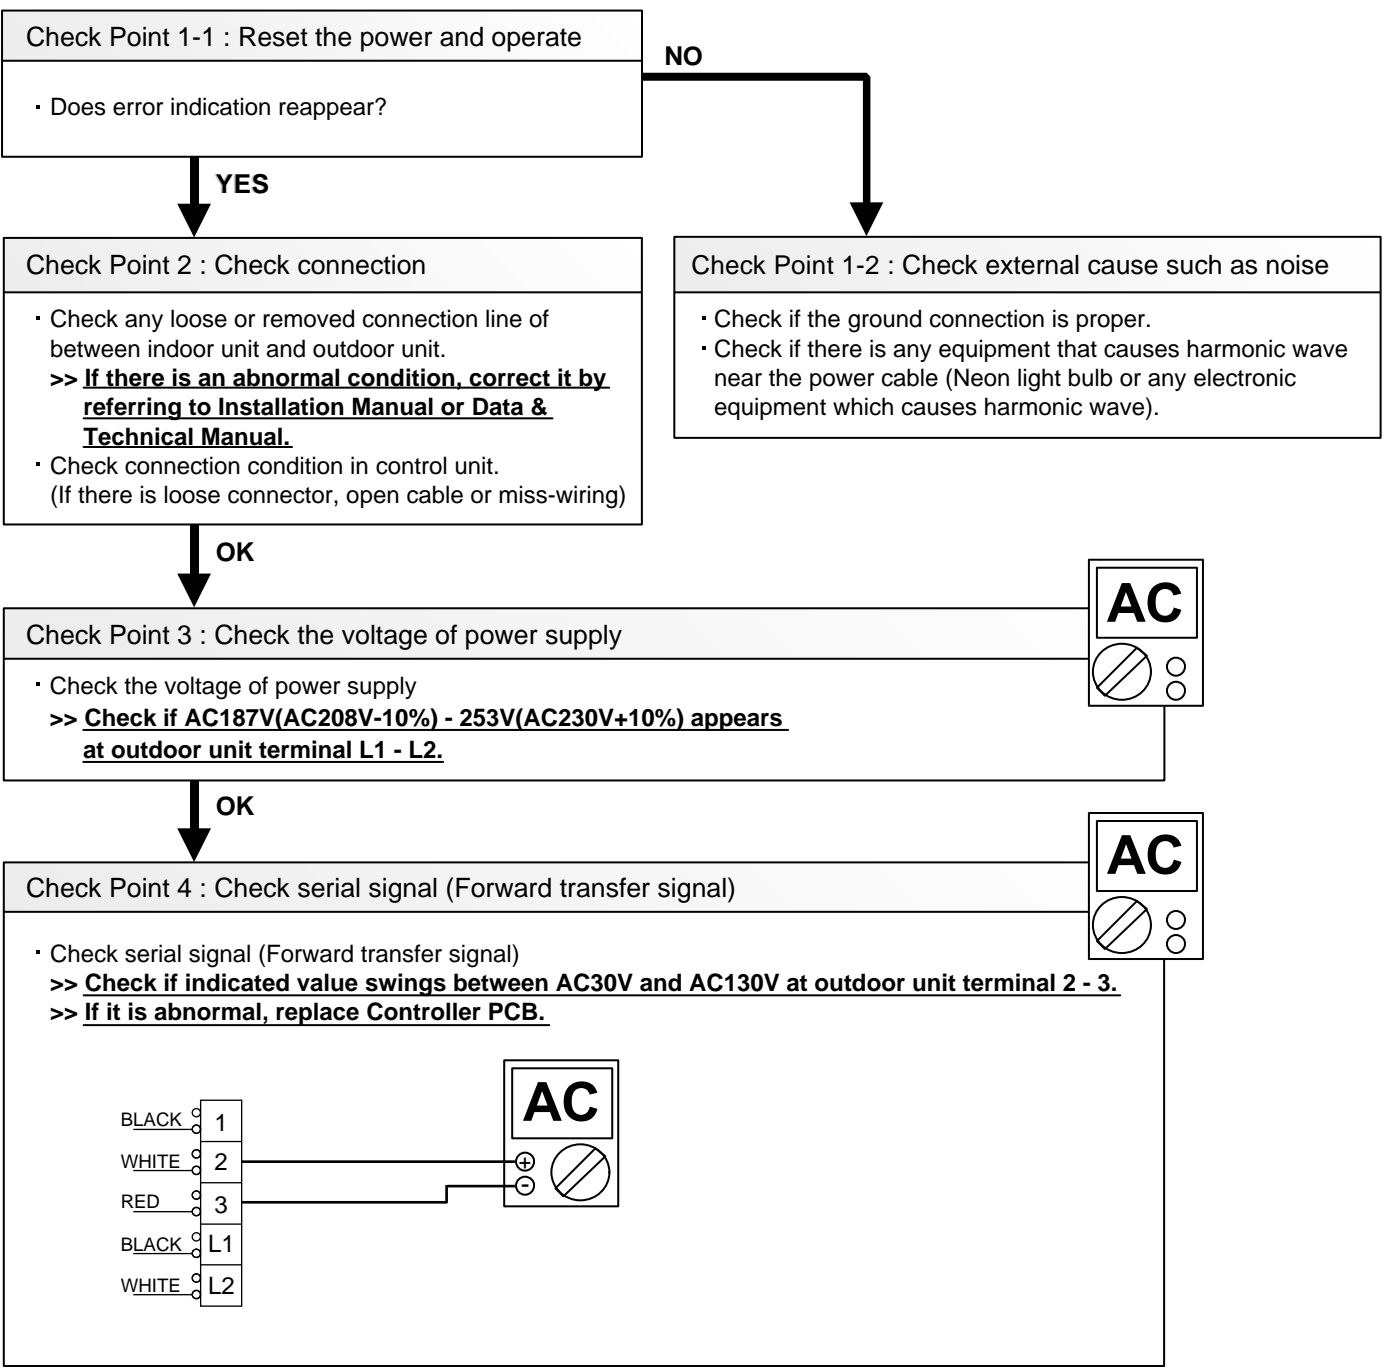 Check Point 1-1 : Reset the power and operate
· Does error indication reappear?
NO
YES
Check Point 2 : Check connection
· Check any loose or removed connection line of
between indoor unit and outdoor unit.
>> If there is an abnormal condition, correct it by
referring to Installation Manual or Data &
Technical Manual.
· Check connection condition in control unit.
(If there is loose connector, open cable or miss-wiring)
Check Point 1-2 : Check external cause such as noise
· Check if the ground connection is proper.
· Check if there is any equipment that causes harmonic wave
near the power cable (Neon light bulb or any electronic
equipment which causes harmonic wave).
OK
Check Point 3 : Check the voltage of power supply
AC
· Check the voltage of power supply
>> Check if AC187V(AC208V-10%) - 253V(AC230V+10%) appears
at outdoor unit terminal L1 - L2.
OK
Check Point 4 : Check serial signal (Forward transfer signal)
AC
· Check serial signal (Forward transfer signal)
>> Check if indicated value swings between AC30V and AC130V at outdoor unit terminal 2 - 3.
>> If it is abnormal, replace Controller PCB.
AC
BLACK 1
WHITE 2 +
RED 3 -
BLACK L1
WHITE L2